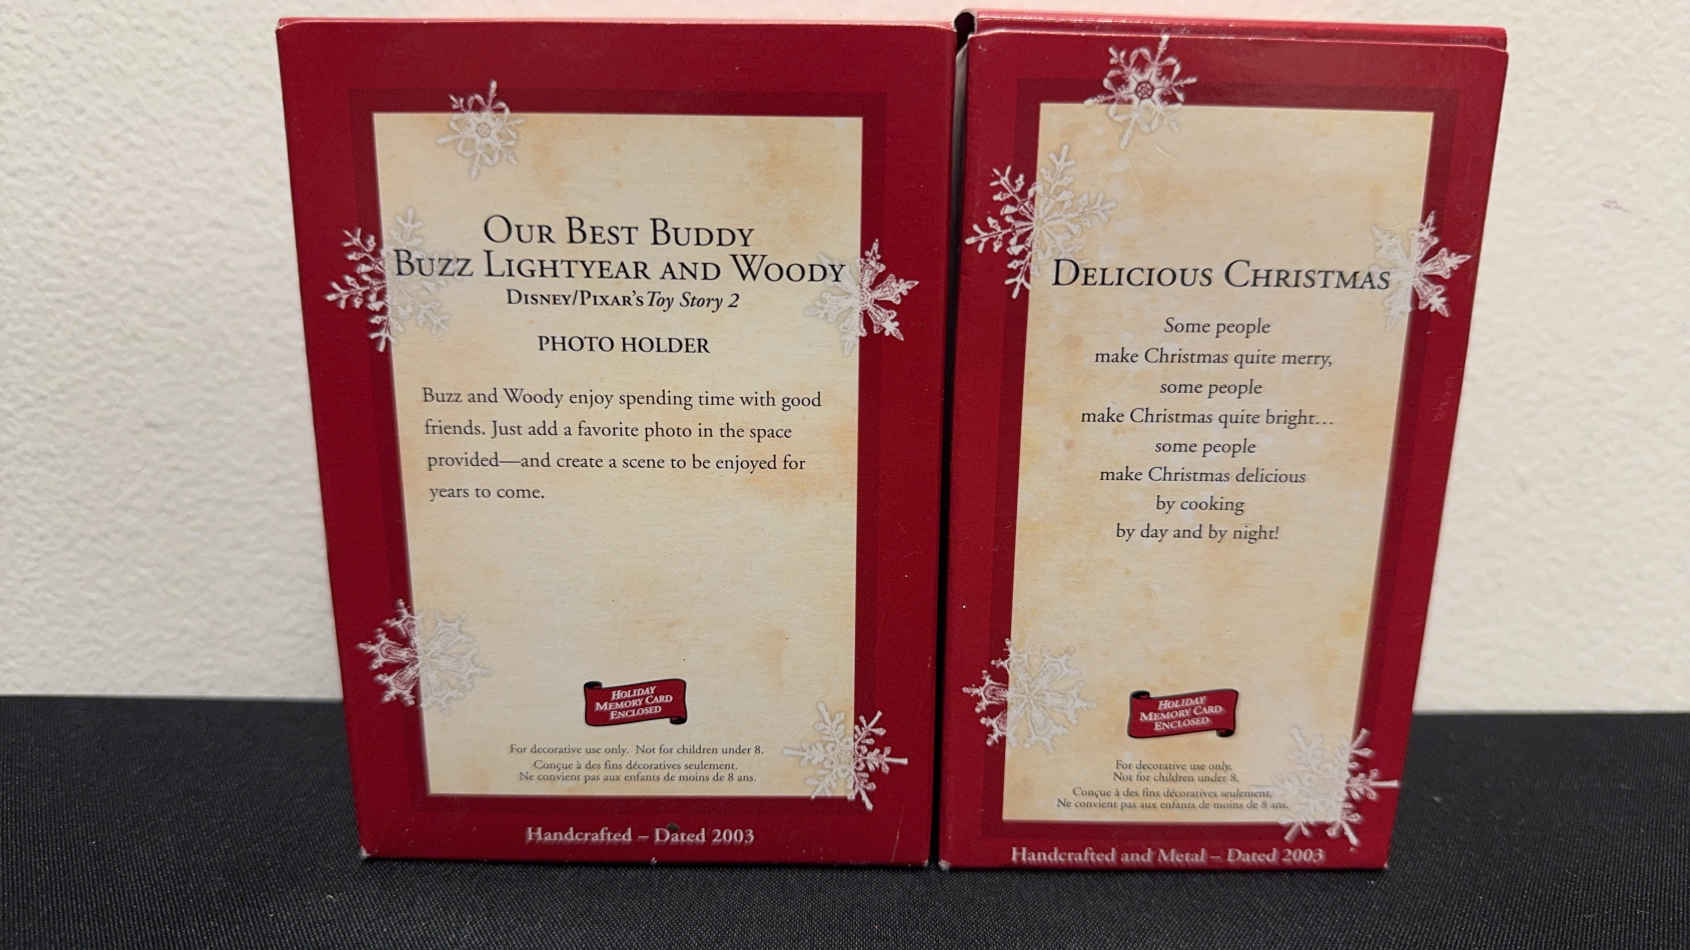 OUR BEST BUDDY
BUZZ LIGHTYEAR AND WOODY
DISNEY/PIXAR'S Toy Story 2
PHOTO HOLDER
Buzz and Woody enjoy spending time with good
friends. Just add a favorite photo in the space
provided—and create a scene to be enjoyed for
years to come.
HOLIDAY
MEMORY CARD
ENCLOSED
For decorative use only. Not for children under 8.
Conçue à des fins décoratives seulement.
Ne convient pas aux enfants de moins de 8 ans.
Handcrafted – Dated 2003
DELICIOUS CHRISTMAS
Some people
make Christmas quite merry,
some people
make Christmas quite bright...
some people
make Christmas delicious
by cooking
by day and by night!
HOLIDAY
MEMORY CARD
ENCLOSED
For decorative use only.
Not for children under 8.
Conçue à des fins décoratives seulement.
Ne convient pas aux enfants de moins de 8 ans.
Handcrafted and Metal – Dated 2003